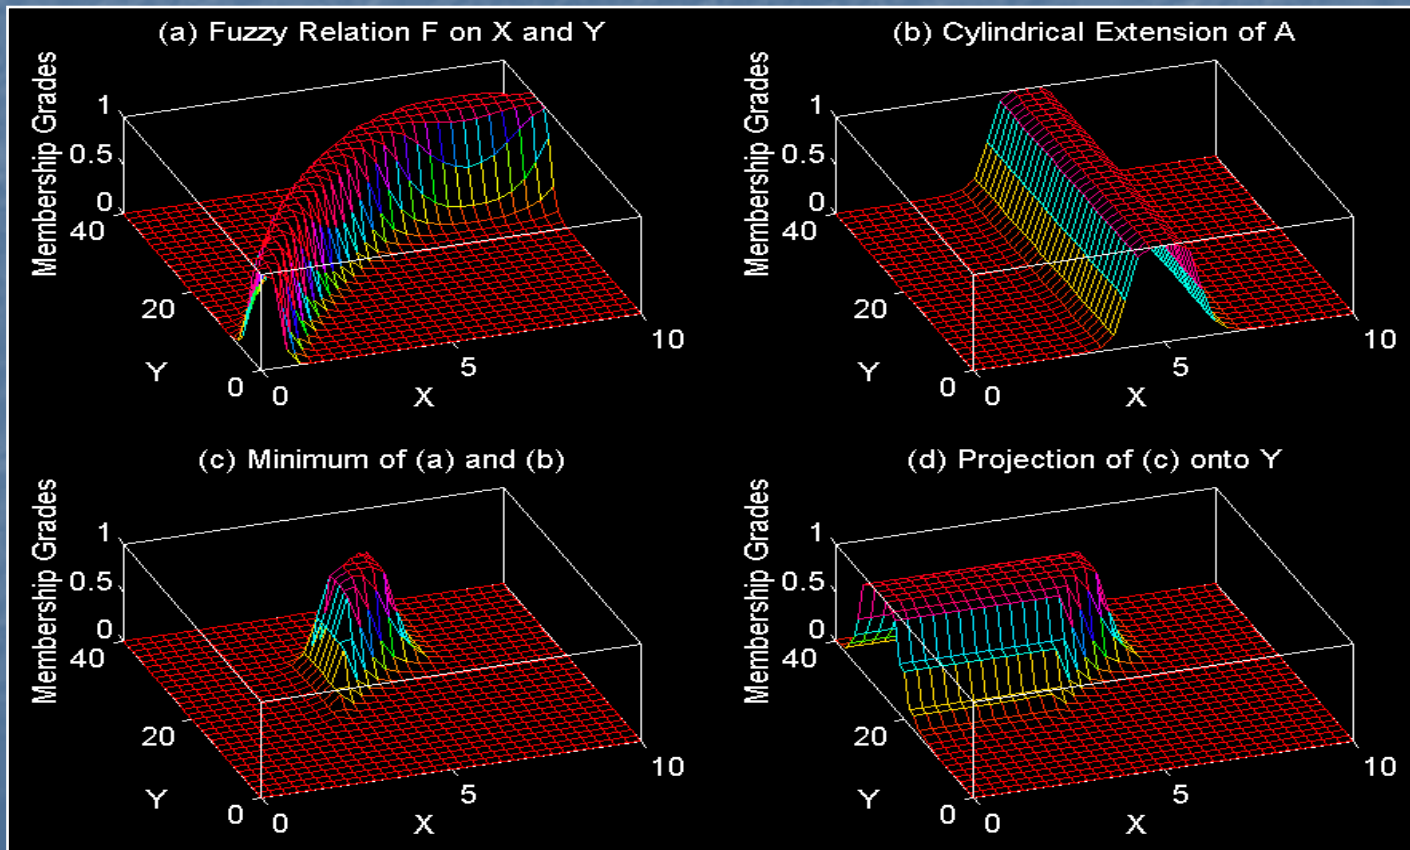 (a) Fuzzy Relation F on X and Y
Membership Grades
1
0.5
0
40
20
0
Y
0
5
10
X
(b) Cylindrical Extension of A
Membership Grades
1
0.5
0
40
20
0
Y
0
5
10
X
(c) Minimum of (a) and (b)
Membership Grades
1
0.5
0
40
20
0
Y
0
5
10
X
(d) Projection of (c) onto Y
Membership Grades
1
0.5
0
40
20
0
Y
0
5
10
X